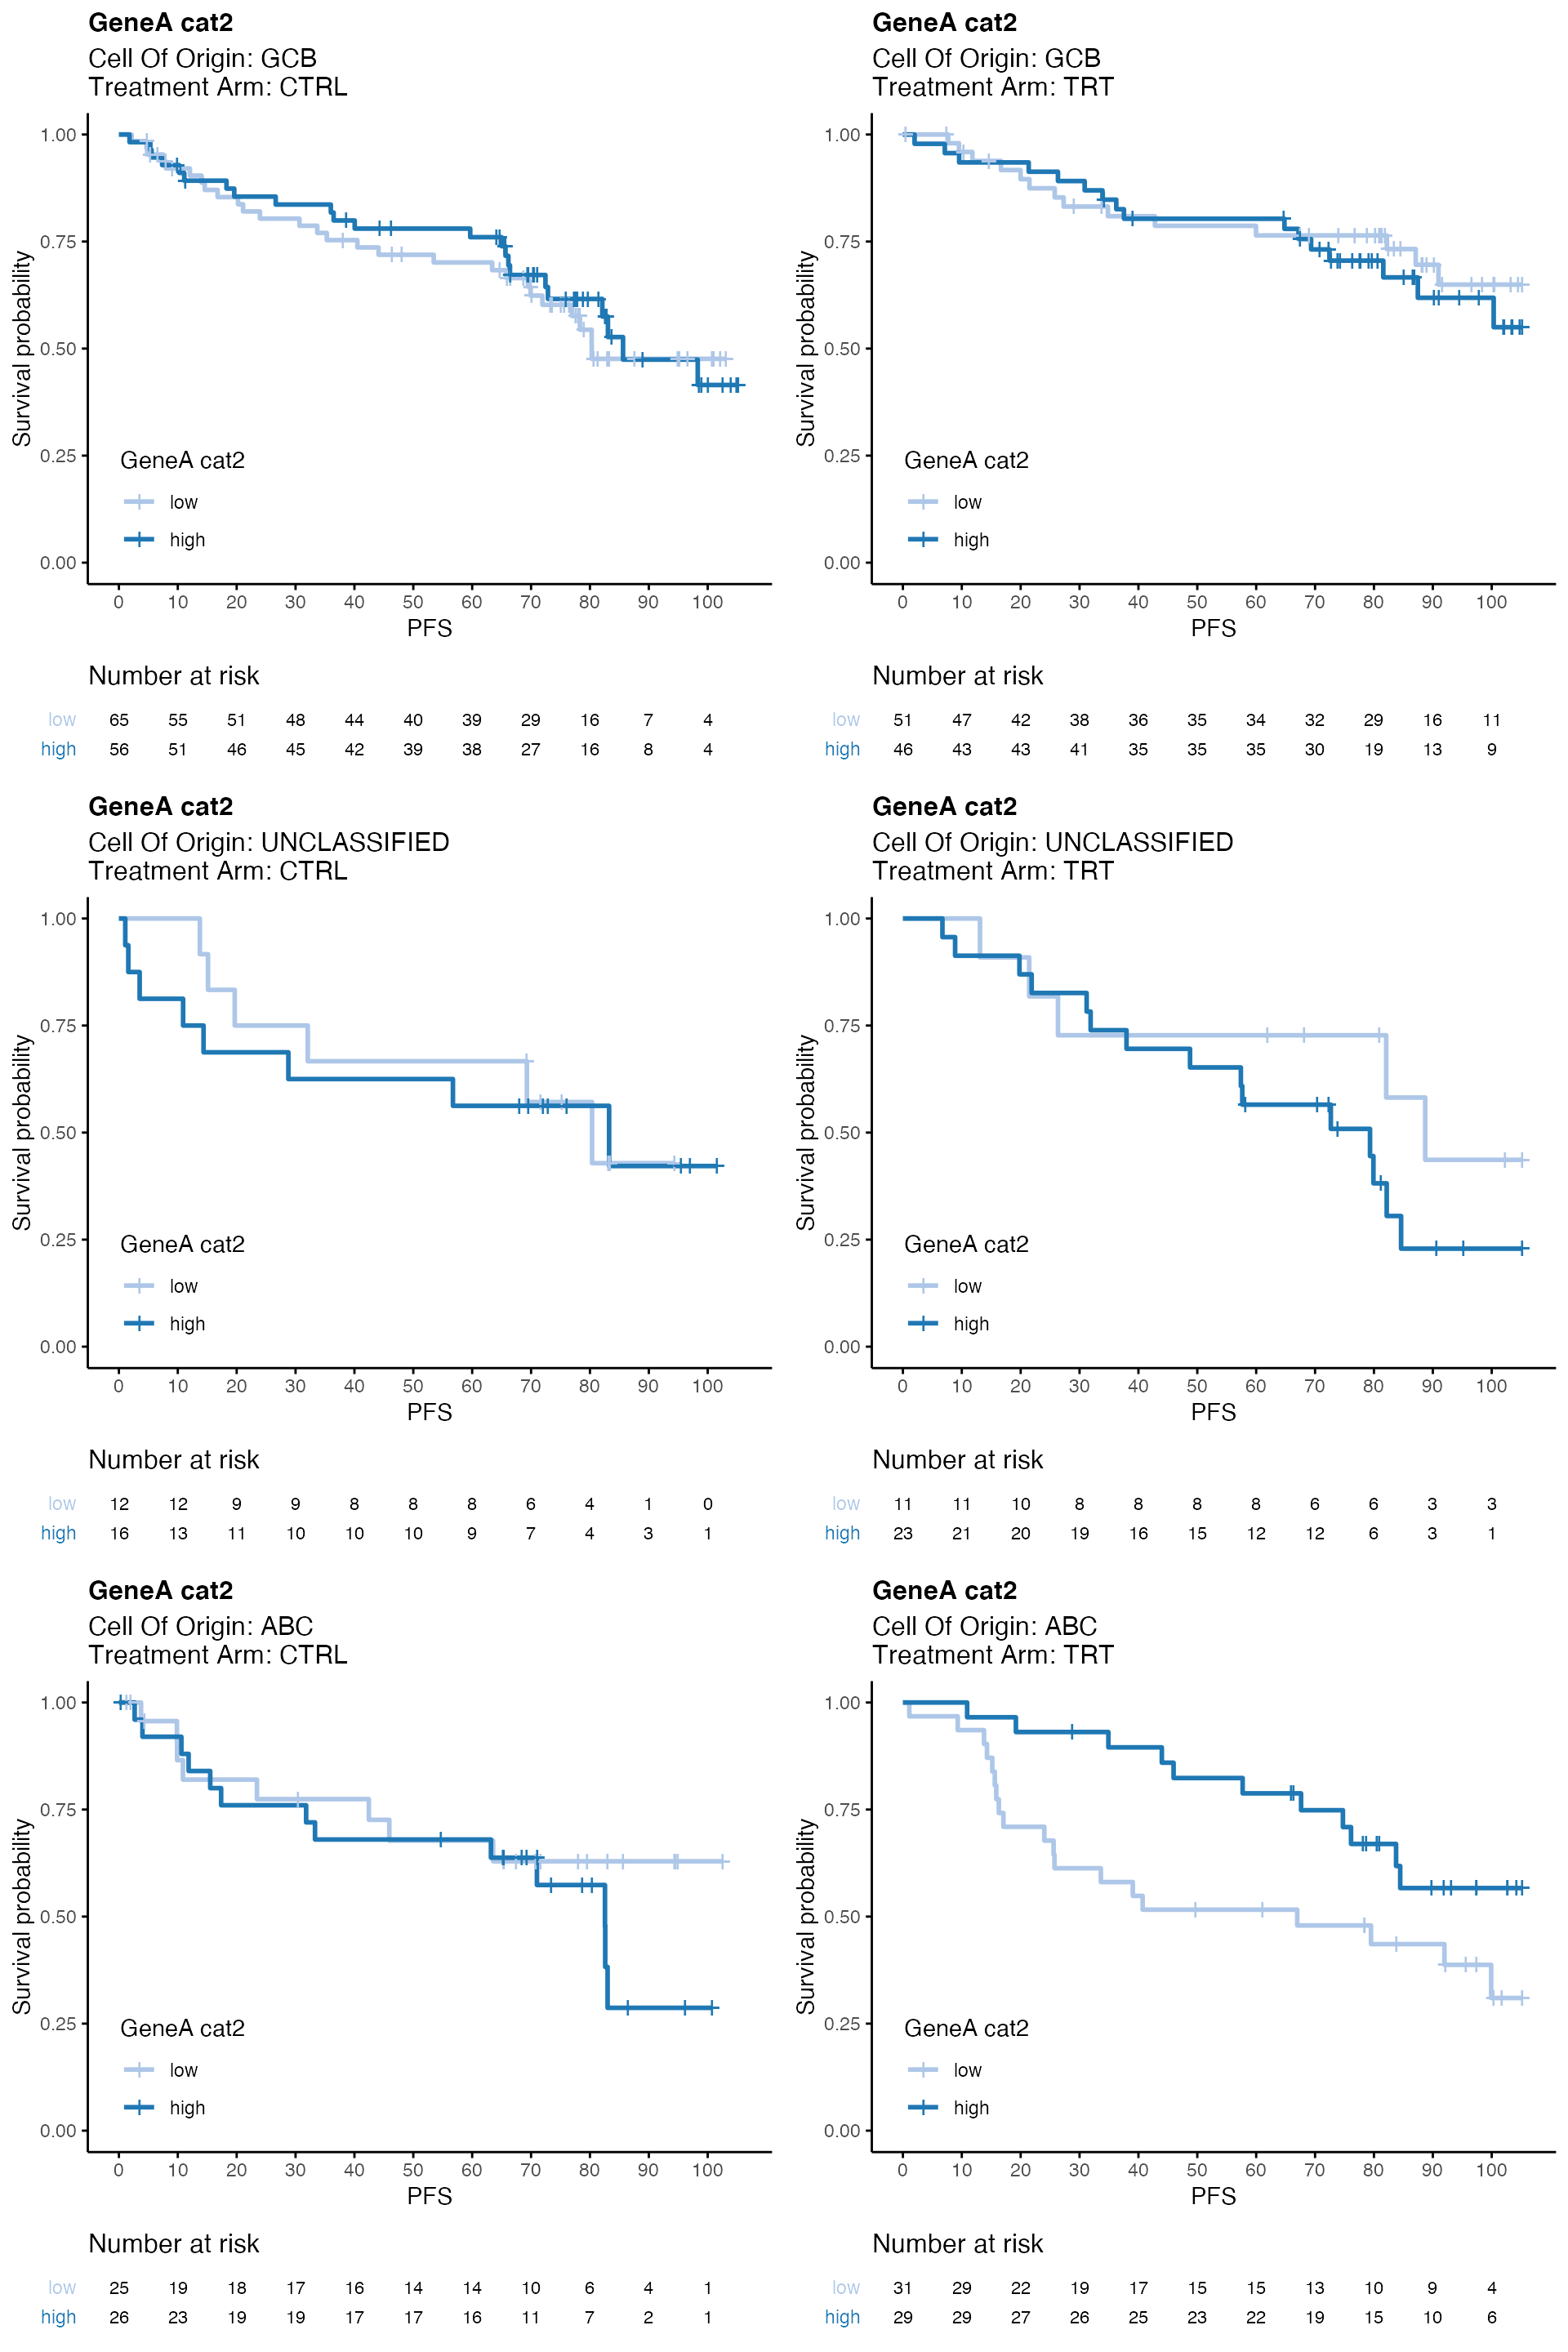 GeneA cat2
Cell Of Origin: GCB
Treatment Arm: CTRL
Survival probability
1.00
0.75
0.50
0.25
0.00
GeneA cat2
low
high
0 10 20 30 40 50 60 70 80 90 100
PFS
Number at risk
low 65 55 51 48 44 40 39 29 16 7 4
high 56 51 46 45 42 39 38 27 16 8 4
GeneA cat2
Cell Of Origin: GCB
Treatment Arm: TRT
Survival probability
1.00
0.75
0.50
0.25
0.00
GeneA cat2
low
high
0 10 20 30 40 50 60 70 80 90 100
PFS
Number at risk
low 51 47 42 38 36 35 34 32 29 16 11
high 46 43 43 41 35 35 35 30 19 13 9
GeneA cat2
Cell Of Origin: UNCLASSIFIED
Treatment Arm: CTRL
Survival probability
1.00
0.75
0.50
0.25
0.00
GeneA cat2
low
high
0 10 20 30 40 50 60 70 80 90 100
PFS
Number at risk
low 12 12 9 9 8 8 8 6 4 1 0
high 16 13 11 10 10 10 9 7 4 3 1
GeneA cat2
Cell Of Origin: UNCLASSIFIED
Treatment Arm: TRT
Survival probability
1.00
0.75
0.50
0.25
0.00
GeneA cat2
low
high
0 10 20 30 40 50 60 70 80 90 100
PFS
Number at risk
low 11 11 10 8 8 8 8 6 6 3 3
high 23 21 20 19 16 15 12 12 6 3 1
GeneA cat2
Cell Of Origin: ABC
Treatment Arm: CTRL
Survival probability
1.00
0.75
0.50
0.25
0.00
GeneA cat2
low
high
0 10 20 30 40 50 60 70 80 90 100
PFS
Number at risk
low 25 19 18 17 16 14 14 10 6 4 1
high 26 23 19 19 17 17 16 11 7 2 1
GeneA cat2
Cell Of Origin: ABC
Treatment Arm: TRT
Survival probability
1.00
0.75
0.50
0.25
0.00
GeneA cat2
low
high
0 10 20 30 40 50 60 70 80 90 100
PFS
Number at risk
low 31 29 22 19 17 15 15 13 10 9 4
high 29 29 27 26 25 23 22 19 15 10 6